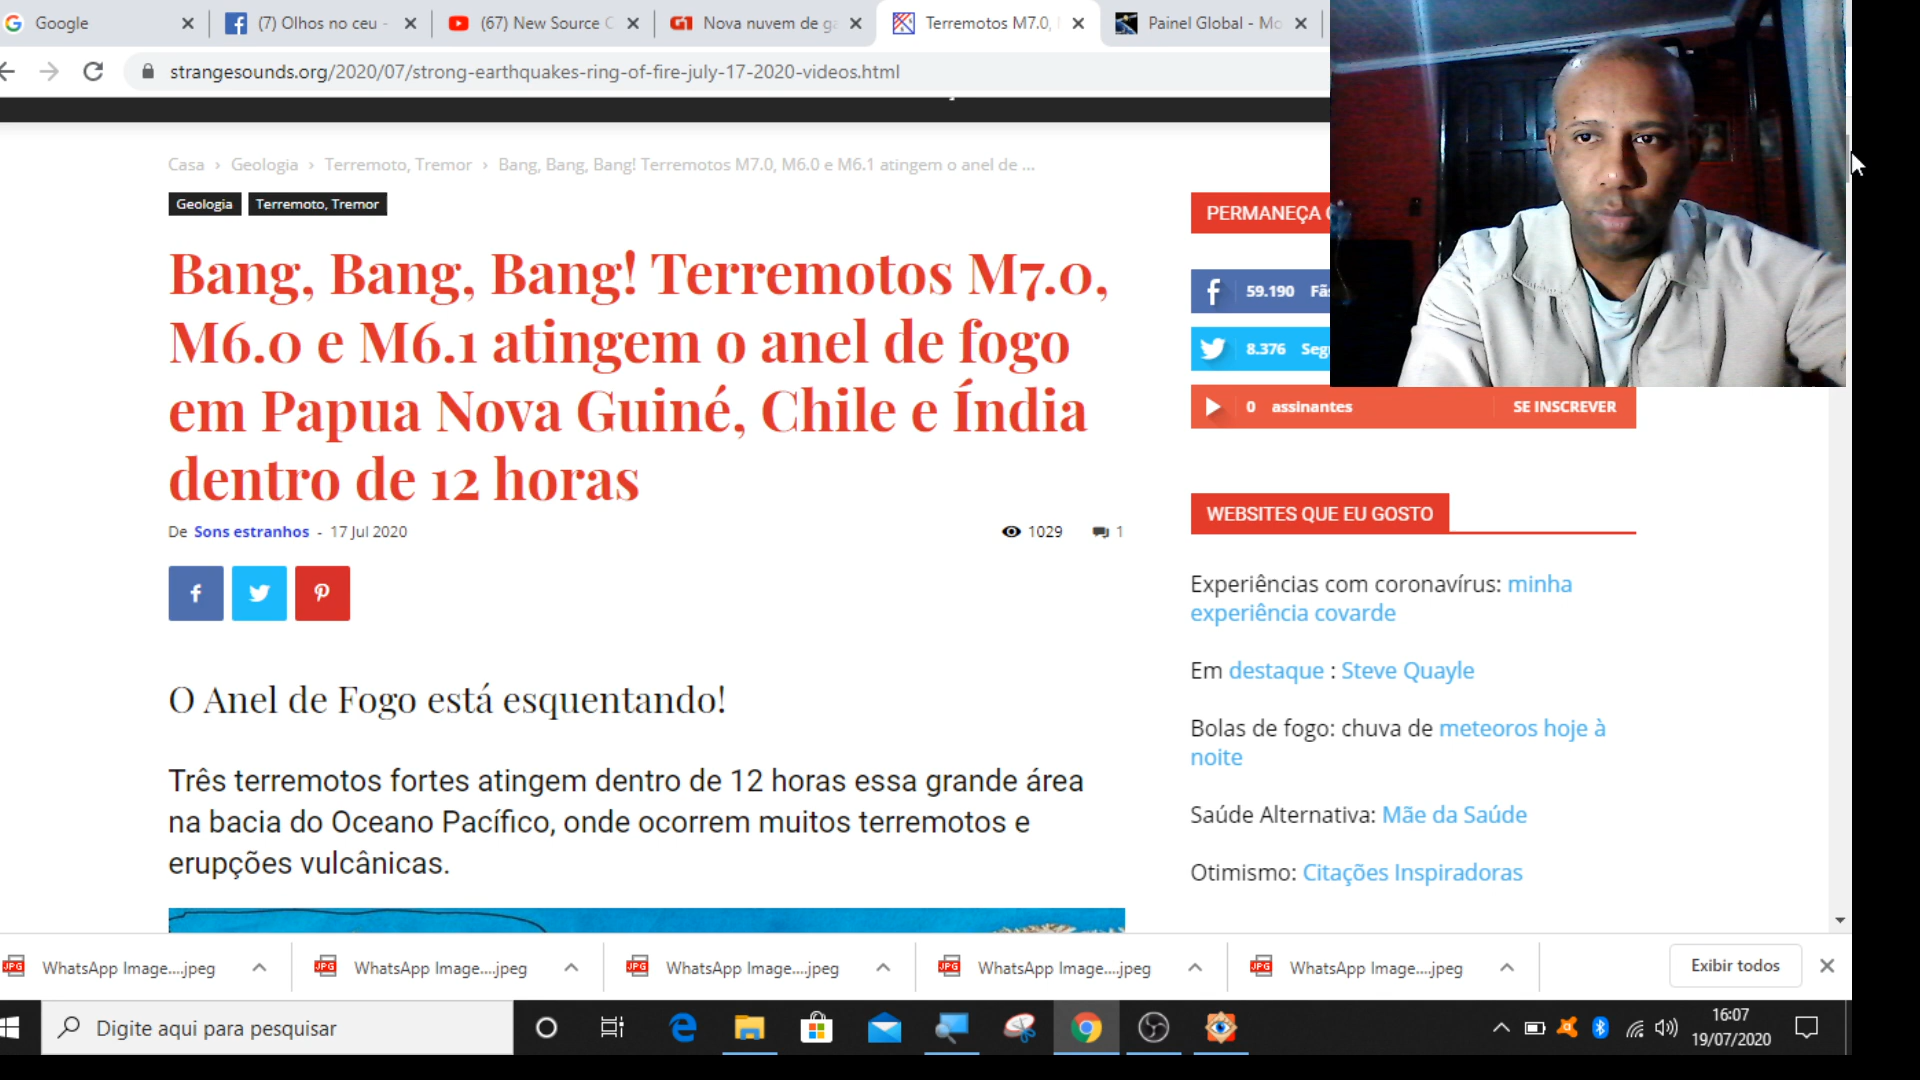 Google
(7) Olhos no ceu -
(67) New Source C
G1 Nova nuvem de ga
Terremotos M7.0,
Painel Global - Mo
strangesounds.org/2020/07/strong-earthquakes-ring-of-fire-july-17-2020-videos.html
Casa › Geologia › Terremoto, Tremor › Bang, Bang, Bang! Terremotos M7.0, M6.0 e M6.1 atingem o anel de ...
Geologia
Terremoto, Tremor
Bang, Bang, Bang! Terremotos M7.0,
M6.0 e M6.1 atingem o anel de fogo
em Papua Nova Guiné, Chile e Índia
dentro de 12 horas
De Sons estranhos - 17 Jul 2020
1029
1
O Anel de Fogo está esquentando!
Três terremotos fortes atingem dentro de 12 horas essa grande área
na bacia do Oceano Pacífico, onde ocorrem muitos terremotos e
erupções vulcânicas.
PERMANEÇA
59.190 Fã
8.376 Seg
0 assinantes
SE INSCREVER
WEBSITES QUE EU GOSTO
Experiências com coronavírus: minha
experiência covarde
Em destaque : Steve Quayle
Bolas de fogo: chuva de meteoros hoje à
noite
Saúde Alternativa: Mãe da Saúde
Otimismo: Citações Inspiradoras
JPG WhatsApp Image....jpeg
JPG WhatsApp Image....jpeg
JPG WhatsApp Image....jpeg
JPG WhatsApp Image....jpeg
JPG WhatsApp Image....jpeg
Exibir todos
Digite aqui para pesquisar
16:07
19/07/2020